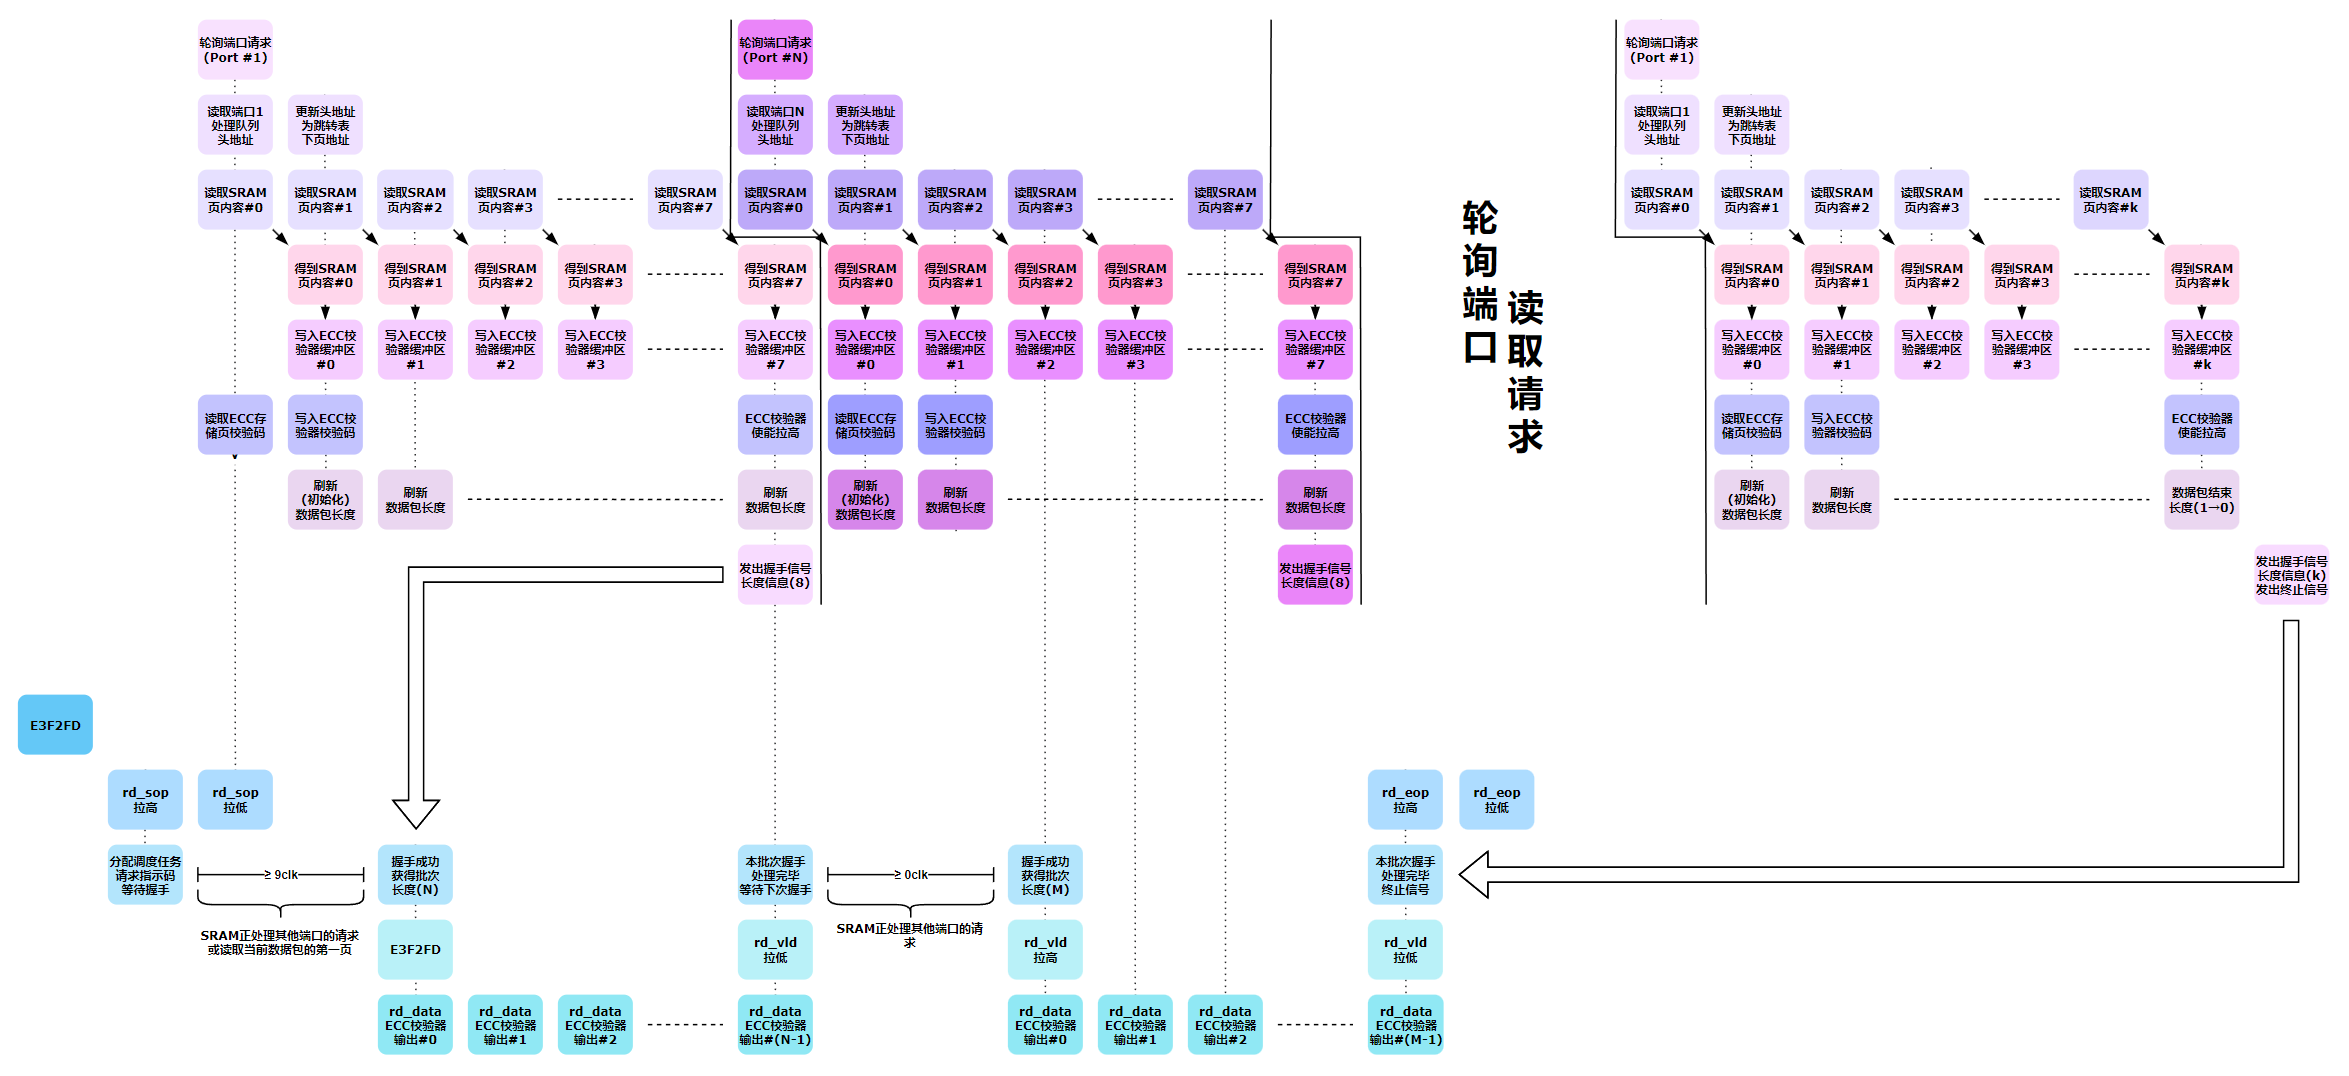 轮询端口请求
(Port #1)
轮询端口请求
(Port #N)
轮询端口请求
(Port #1)
读取端口1
处理队列
头地址
更新头地址
为跳转表
下页地址
读取端口N
处理队列
头地址
更新头地址
为跳转表
下页地址
读取端口1
处理队列
头地址
更新头地址
为跳转表
下页地址
读取SRAM
页内容#0
读取SRAM
页内容#1
读取SRAM
页内容#2
读取SRAM
页内容#3
读取SRAM
页内容#7
读取SRAM
页内容#0
读取SRAM
页内容#1
读取SRAM
页内容#2
读取SRAM
页内容#3
读取SRAM
页内容#7
读取SRAM
页内容#0
读取SRAM
页内容#1
读取SRAM
页内容#2
读取SRAM
页内容#3
读取SRAM
页内容#k
轮询端口
读取请求
得到SRAM
页内容#0
得到SRAM
页内容#1
得到SRAM
页内容#2
得到SRAM
页内容#3
得到SRAM
页内容#7
得到SRAM
页内容#0
得到SRAM
页内容#1
得到SRAM
页内容#2
得到SRAM
页内容#3
得到SRAM
页内容#7
得到SRAM
页内容#0
得到SRAM
页内容#1
得到SRAM
页内容#2
得到SRAM
页内容#3
得到SRAM
页内容#k
写入ECC校
验器缓冲区
#0
写入ECC校
验器缓冲区
#1
写入ECC校
验器缓冲区
#2
写入ECC校
验器缓冲区
#3
写入ECC校
验器缓冲区
#7
写入ECC校
验器缓冲区
#0
写入ECC校
验器缓冲区
#1
写入ECC校
验器缓冲区
#2
写入ECC校
验器缓冲区
#3
写入ECC校
验器缓冲区
#7
写入ECC校
验器缓冲区
#0
写入ECC校
验器缓冲区
#1
写入ECC校
验器缓冲区
#2
写入ECC校
验器缓冲区
#3
写入ECC校
验器缓冲区
#k
读取ECC存
储页校验码
写入ECC校
验器校验码
ECC校验器
使能拉高
读取ECC存
储页校验码
写入ECC校
验器校验码
ECC校验器
使能拉高
读取ECC存
储页校验码
写入ECC校
验器校验码
ECC校验器
使能拉高
刷新
(初始化)
数据包长度
刷新
数据包长度
刷新
数据包长度
刷新
(初始化)
数据包长度
刷新
数据包长度
刷新
数据包长度
刷新
(初始化)
数据包长度
刷新
数据包长度
数据包结束
长度(1→0)
发出握手信号
长度信息(8)
发出握手信号
长度信息(8)
发出握手信号
长度信息(k)
发出终止信号
E3F2FD
rd_sop
拉高
rd_sop
拉低
rd_eop
拉高
rd_eop
拉低
分配调度任务
请求指示码
等待握手
≥ 9clk
握手成功
获得批次
长度(N)
本批次握手
处理完毕
等待下次握手
≥ 0clk
握手成功
获得批次
长度(M)
本批次握手
处理完毕
终止信号
SRAM正处理其他端口的请求
或读取当前数据包的第一页
E3F2FD
rd_vld
拉低
SRAM正处理其他端口的请
求
rd_vld
拉高
rd_vld
拉低
rd_data
ECC校验器
输出#0
rd_data
ECC校验器
输出#1
rd_data
ECC校验器
输出#2
rd_data
ECC校验器
输出#(N-1)
rd_data
ECC校验器
输出#0
rd_data
ECC校验器
输出#1
rd_data
ECC校验器
输出#2
rd_data
ECC校验器
输出#(M-1)